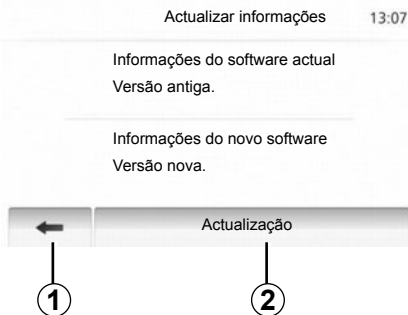 Actualizar informações 13:07
Informações do software actual
Versão antiga.
Informações do novo software
Versão nova.
Actualização
1 2